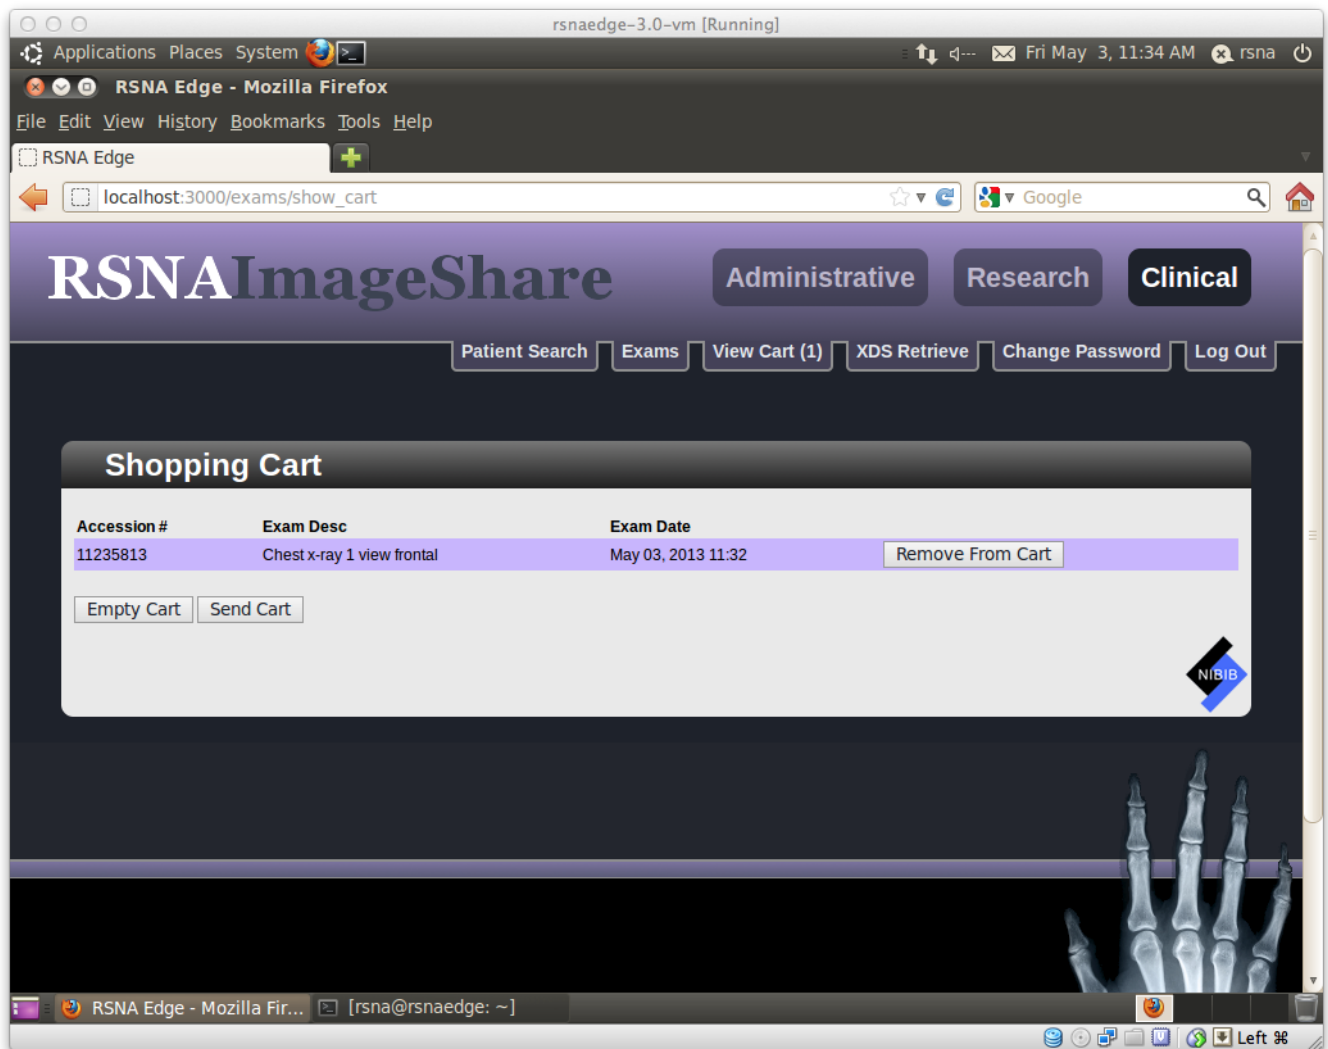 rsnaedge-3.0-vm [Running]
Applications Places System Fri May 3, 11:34 AM rsna
RSNA Edge - Mozilla Firefox
File Edit View History Bookmarks Tools Help
RSNA Edge
localhost:3000/exams/show_cart Google
RSNAImageShare Administrative Research Clinical
Patient Search Exams View Cart (1) XDS Retrieve Change Password Log Out
Shopping Cart
Accession # Exam Desc Exam Date
11235813 Chest x-ray 1 view frontal May 03, 2013 11:32 Remove From Cart
Empty Cart Send Cart
NIBIB
RSNA Edge - Mozilla Fir... [rsna@rsnaedge: ~]
Left ⌘